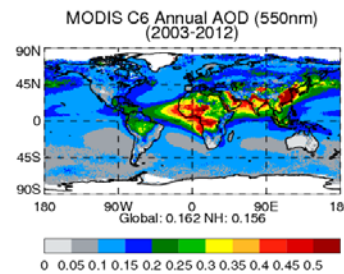 MODIS C6 Annual AOD (550nm)
(2003-2012)
90N
45N
0
45S
90S
180 90W 0 90E 18
Global: 0.162 NH: 0.156
0 0.05 0.1 0.15 0.2 0.25 0.3 0.35 0.4 0.45 0.5